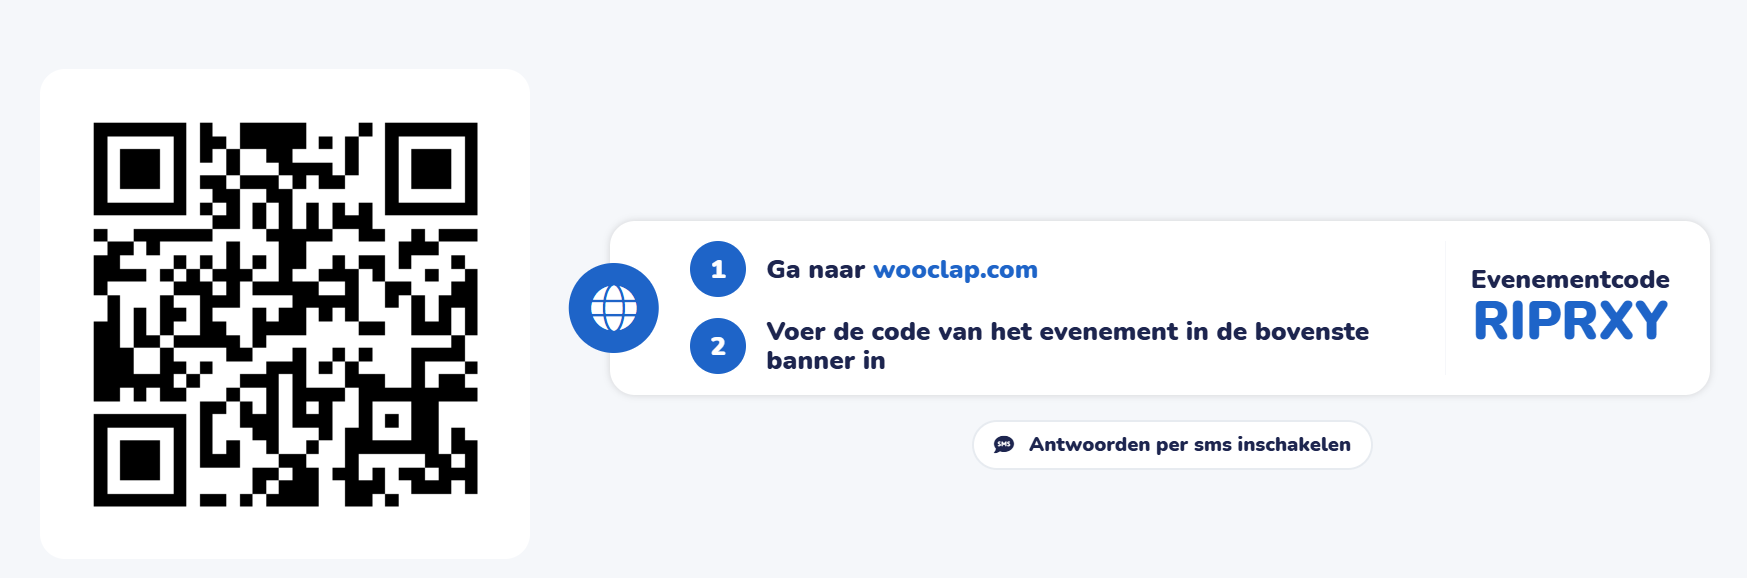 1 Ga naar wooclap.com
2 Voer de code van het evenement in de bovenste
banner in
Evenementcode
RIPRXY
SMS Antwoorden per sms inschakelen